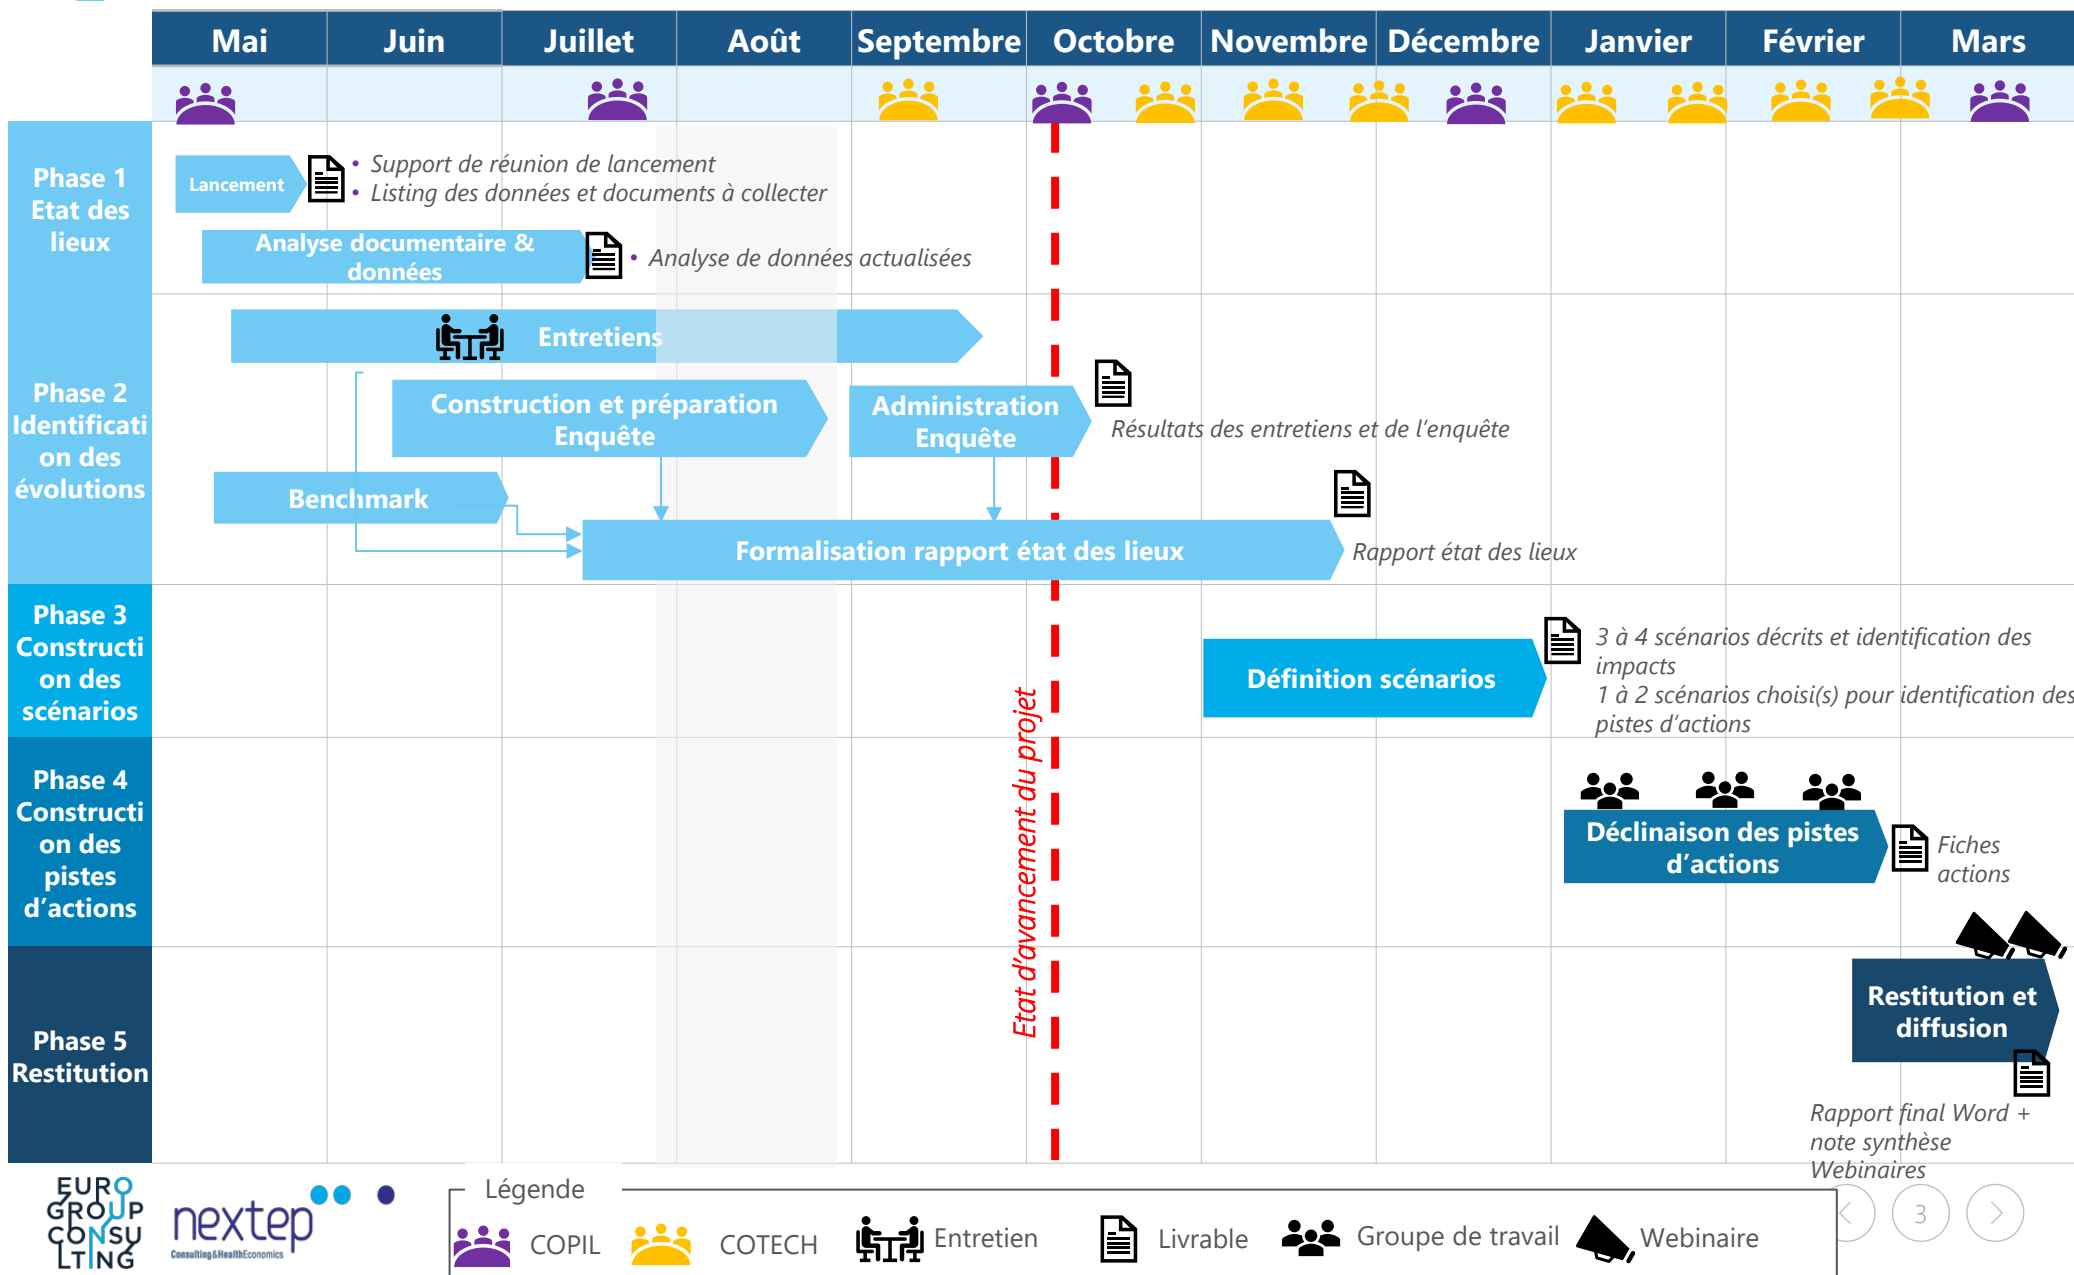 Mai Juin Juillet Août Septembre Octobre Novembre Décembre Janvier Février Mars
Phase 1
Etat des
lieux
Lancement
• Support de réunion de lancement
• Listing des données et documents à collecter
Analyse documentaire &
données
• Analyse de données actualisées
Phase 2
Identificati
on des
évolutions
Entretiens
Construction et préparation
Enquête
Administration
Enquête
Résultats des entretiens et de l’enquête
Benchmark
Formalisation rapport état des lieux
Rapport état des lieux
Phase 3
Constructi
on des
scénarios
Définition scénarios
3 à 4 scénarios décrits et identification des
impacts
1 à 2 scénarios choisi(s) pour identification des
pistes d’actions
Etat d’avancement du projet
Phase 4
Constructi
on des
pistes
d’actions
Déclinaison des pistes
d’actions
Fiches
actions
Phase 5
Restitution
Restitution et
diffusion
Rapport final Word +
note synthèse
Webinaires
EURO
GROUP
CONSU
LTING
nextep
Consulting&HealthEconomics
Légende
COPIL
COTECH
Entretien
Livrable
Groupe de travail
Webinaire
3